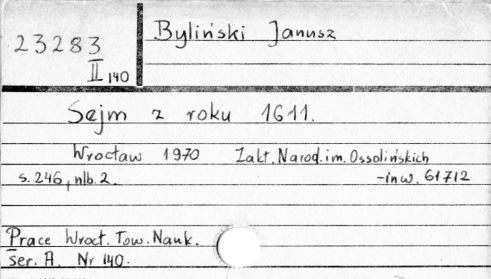 23283
II 140
Byliński Janusz
Sejm z roku 1611.
Wrocław 1970 Zakł. Narod. im. Ossolińskich
s. 246, nlb. 2. -inw. 61712
Prace Wrocł. Tow. Nauk.
Ser. A. Nr 140.